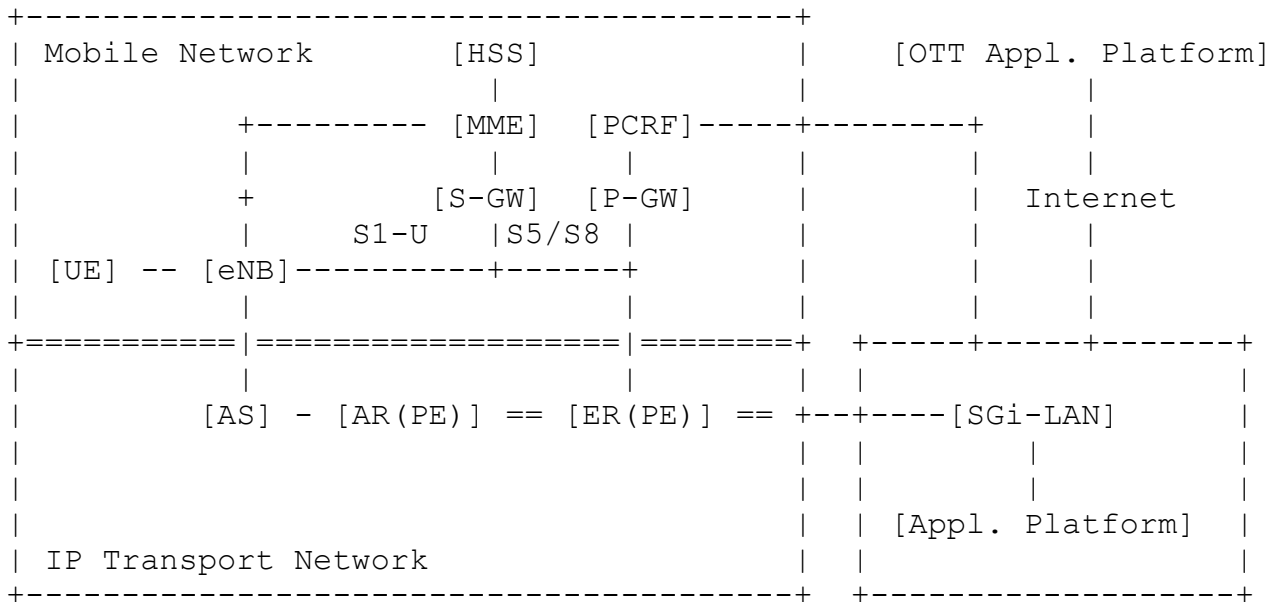 Mobile Network [HSS] [OTT Appl. Platform]
[MME] [PCRF]
[S-GW] [P-GW] Internet
S1-U S5/S8
[UE] -- [eNB]
[AS] - [AR(PE)] == [ER(PE)] == [SGi-LAN]
[Appl. Platform]
IP Transport Network